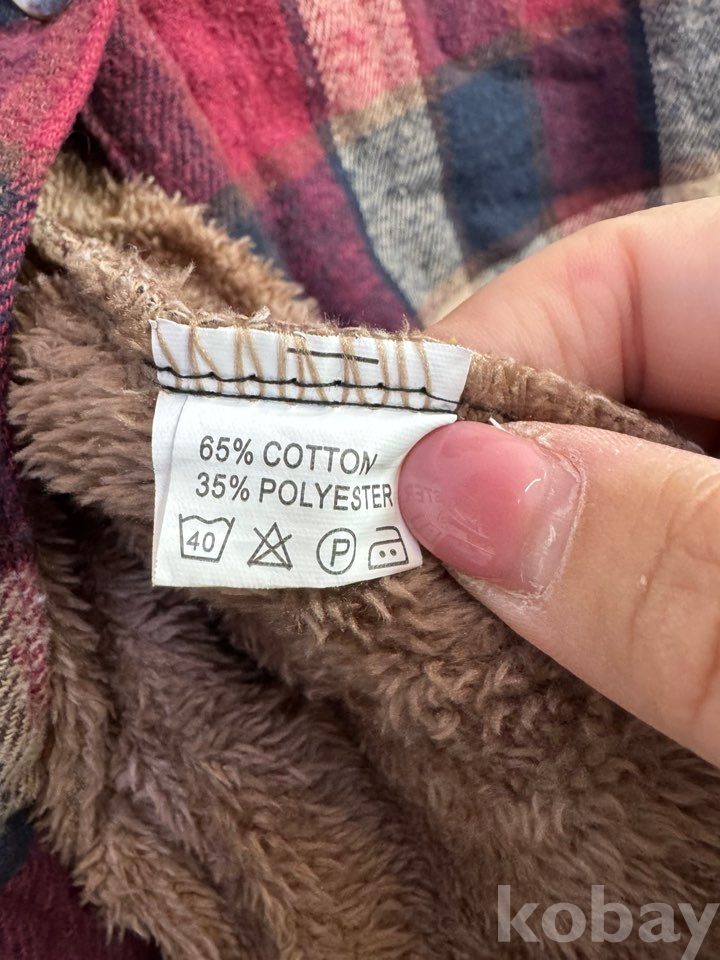 65% COTTON
35% POLYESTER
40 P
kobay